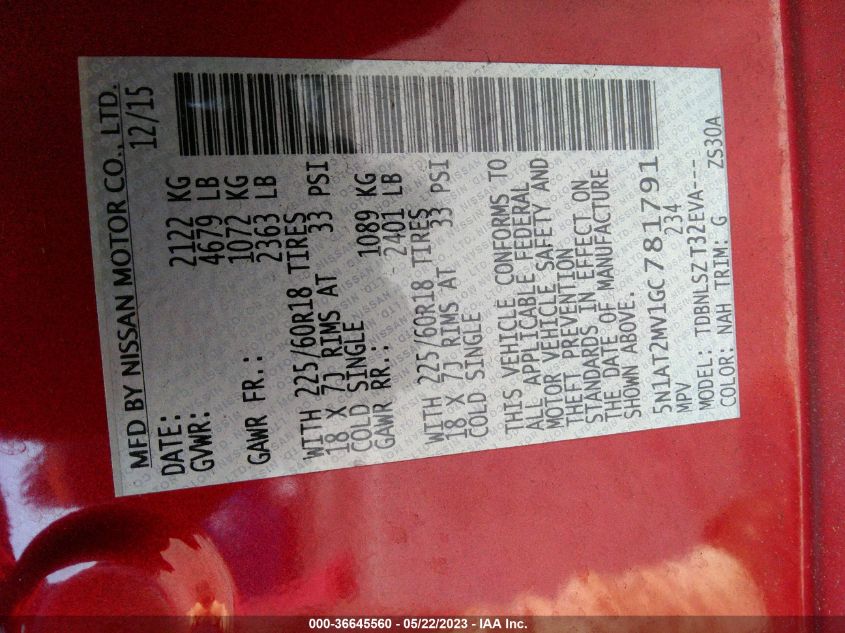 MFD BY NISSAN MOTOR CO., LTD.
DATE: 12/15
GVWR: 2122 KG
4679 LB
GAWR FR.: 1072 KG
2363 LB
WITH 225/60R18 TIRES
18 X 7J RIMS AT 33 PSI
COLD SINGLE
GAWR RR.: 1089 KG
2401 LB
WITH 225/60R18 TIRES
18 X 7J RIMS AT 33 PSI
COLD SINGLE
THIS VEHICLE CONFORMS TO
ALL APPLICABLE FEDERAL
MOTOR VEHICLE SAFETY AND
THEFT PREVENTION
STANDARDS IN EFFECT ON
THE DATE OF MANUFACTURE
SHOWN ABOVE.
5N1AT2MV1GC781791
MPV 234
MODEL: TDBNLSZ T32EVA---
COLOR: NAH TRIM: G ZS30A
000-36645560 - 05/22/2023 - IAA Inc.